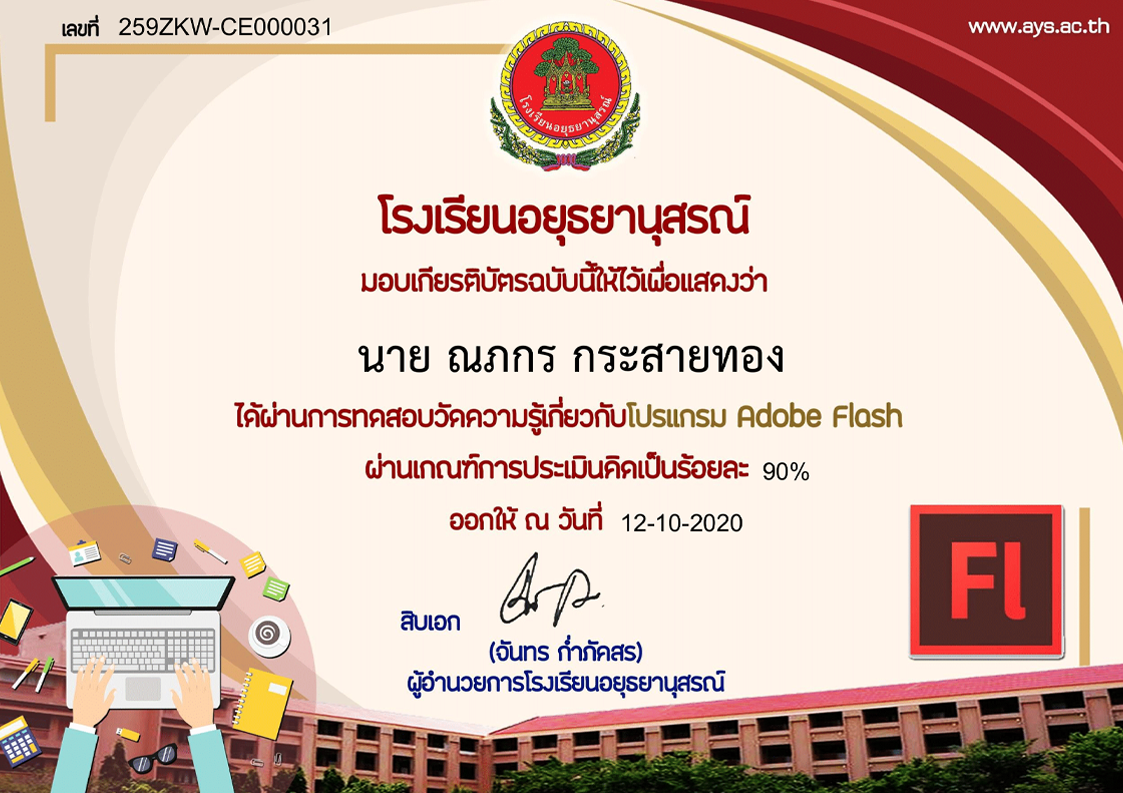 เลขที่ 259ZKW-CE000031
www.ays.ac.th
โรงเรียนอยุธยานุสรณ์
โรงเรียนอยุธยานุสรณ์
มอบเกียรติบัตรฉบับนี้ให้ไว้เพื่อแสดงว่า
นาย ณภกร กระสายทอง
ได้ผ่านการทดสอบวัดความรู้เกี่ยวกับโปรแกรม Adobe Flash
ผ่านเกณฑ์การประเมินคิดเป็นร้อยละ 90%
ออกให้ ณ วันที่ 12-10-2020
Fl
สิบเอก
(จันทร ก่ำภัคสร)
ผู้อำนวยการโรงเรียนอยุธยานุสรณ์